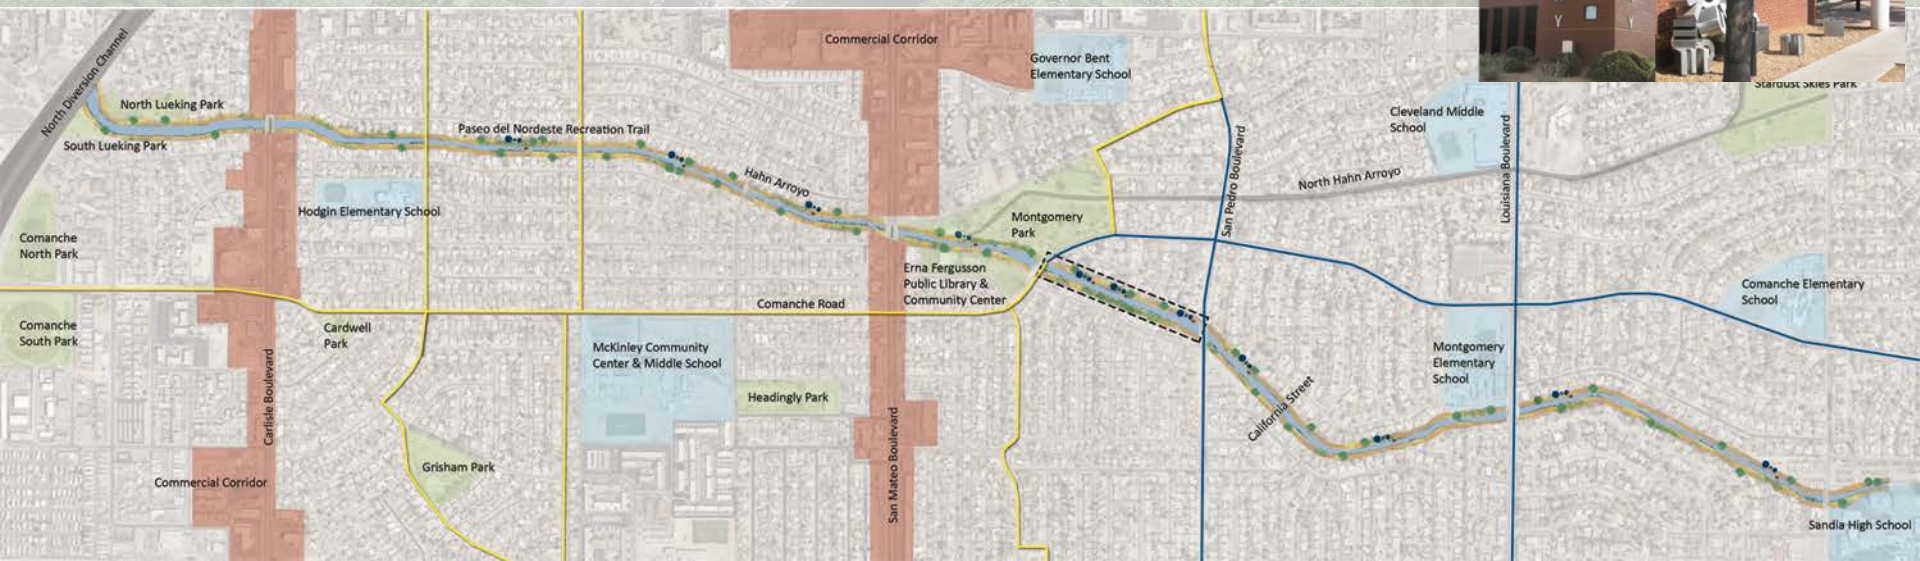 Commercial Corridor
Governor Bent
Elementary School
Stardust Skies Park
North Diversion Channel
North Lueking Park
Cleveland Middle
School
Paseo del Nordeste Recreation Trail
South Lueking Park
San Pedro Boulevard
Louisiana Boulevard
Hahn Arroyo
North Hahn Arroyo
Hodgin Elementary School
Montgomery
Park
Comanche
North Park
Erna Fergusson
Public Library &
Community Center
Comanche Road
Comanche Elementary
School
Comanche
South Park
Cardwell
Park
McKinley Community
Center & Middle School
Montgomery
Elementary
School
Carlisle Boulevard
Headingly Park
California Street
San Mateo Boulevard
Grisham Park
Commercial Corridor
Sandia High School
Y Y